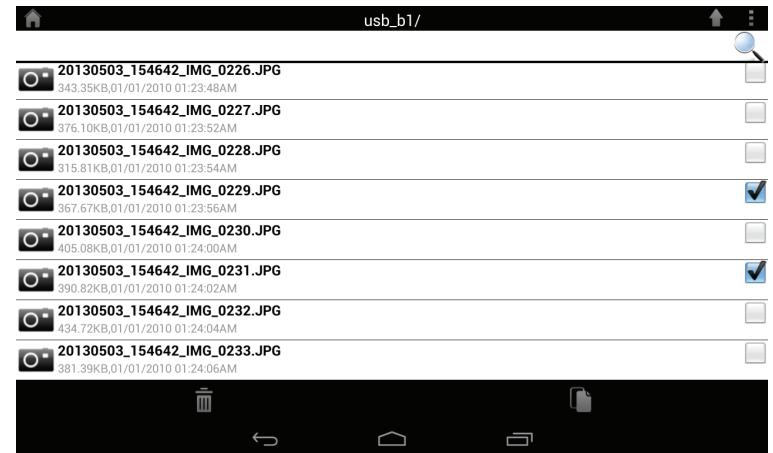 usb_b1/
20130503_154642_IMG_0226.JPG
343.35KB,01/01/2010 01:23:48AM
20130503_154642_IMG_0227.JPG
376.10KB,01/01/2010 01:23:52AM
20130503_154642_IMG_0228.JPG
315.81KB,01/01/2010 01:23:54AM
20130503_154642_IMG_0229.JPG
367.67KB,01/01/2010 01:23:56AM
20130503_154642_IMG_0230.JPG
405.08KB,01/01/2010 01:24:00AM
20130503_154642_IMG_0231.JPG
390.82KB,01/01/2010 01:24:02AM
20130503_154642_IMG_0232.JPG
434.72KB,01/01/2010 01:24:04AM
20130503_154642_IMG_0233.JPG
381.39KB,01/01/2010 01:24:06AM